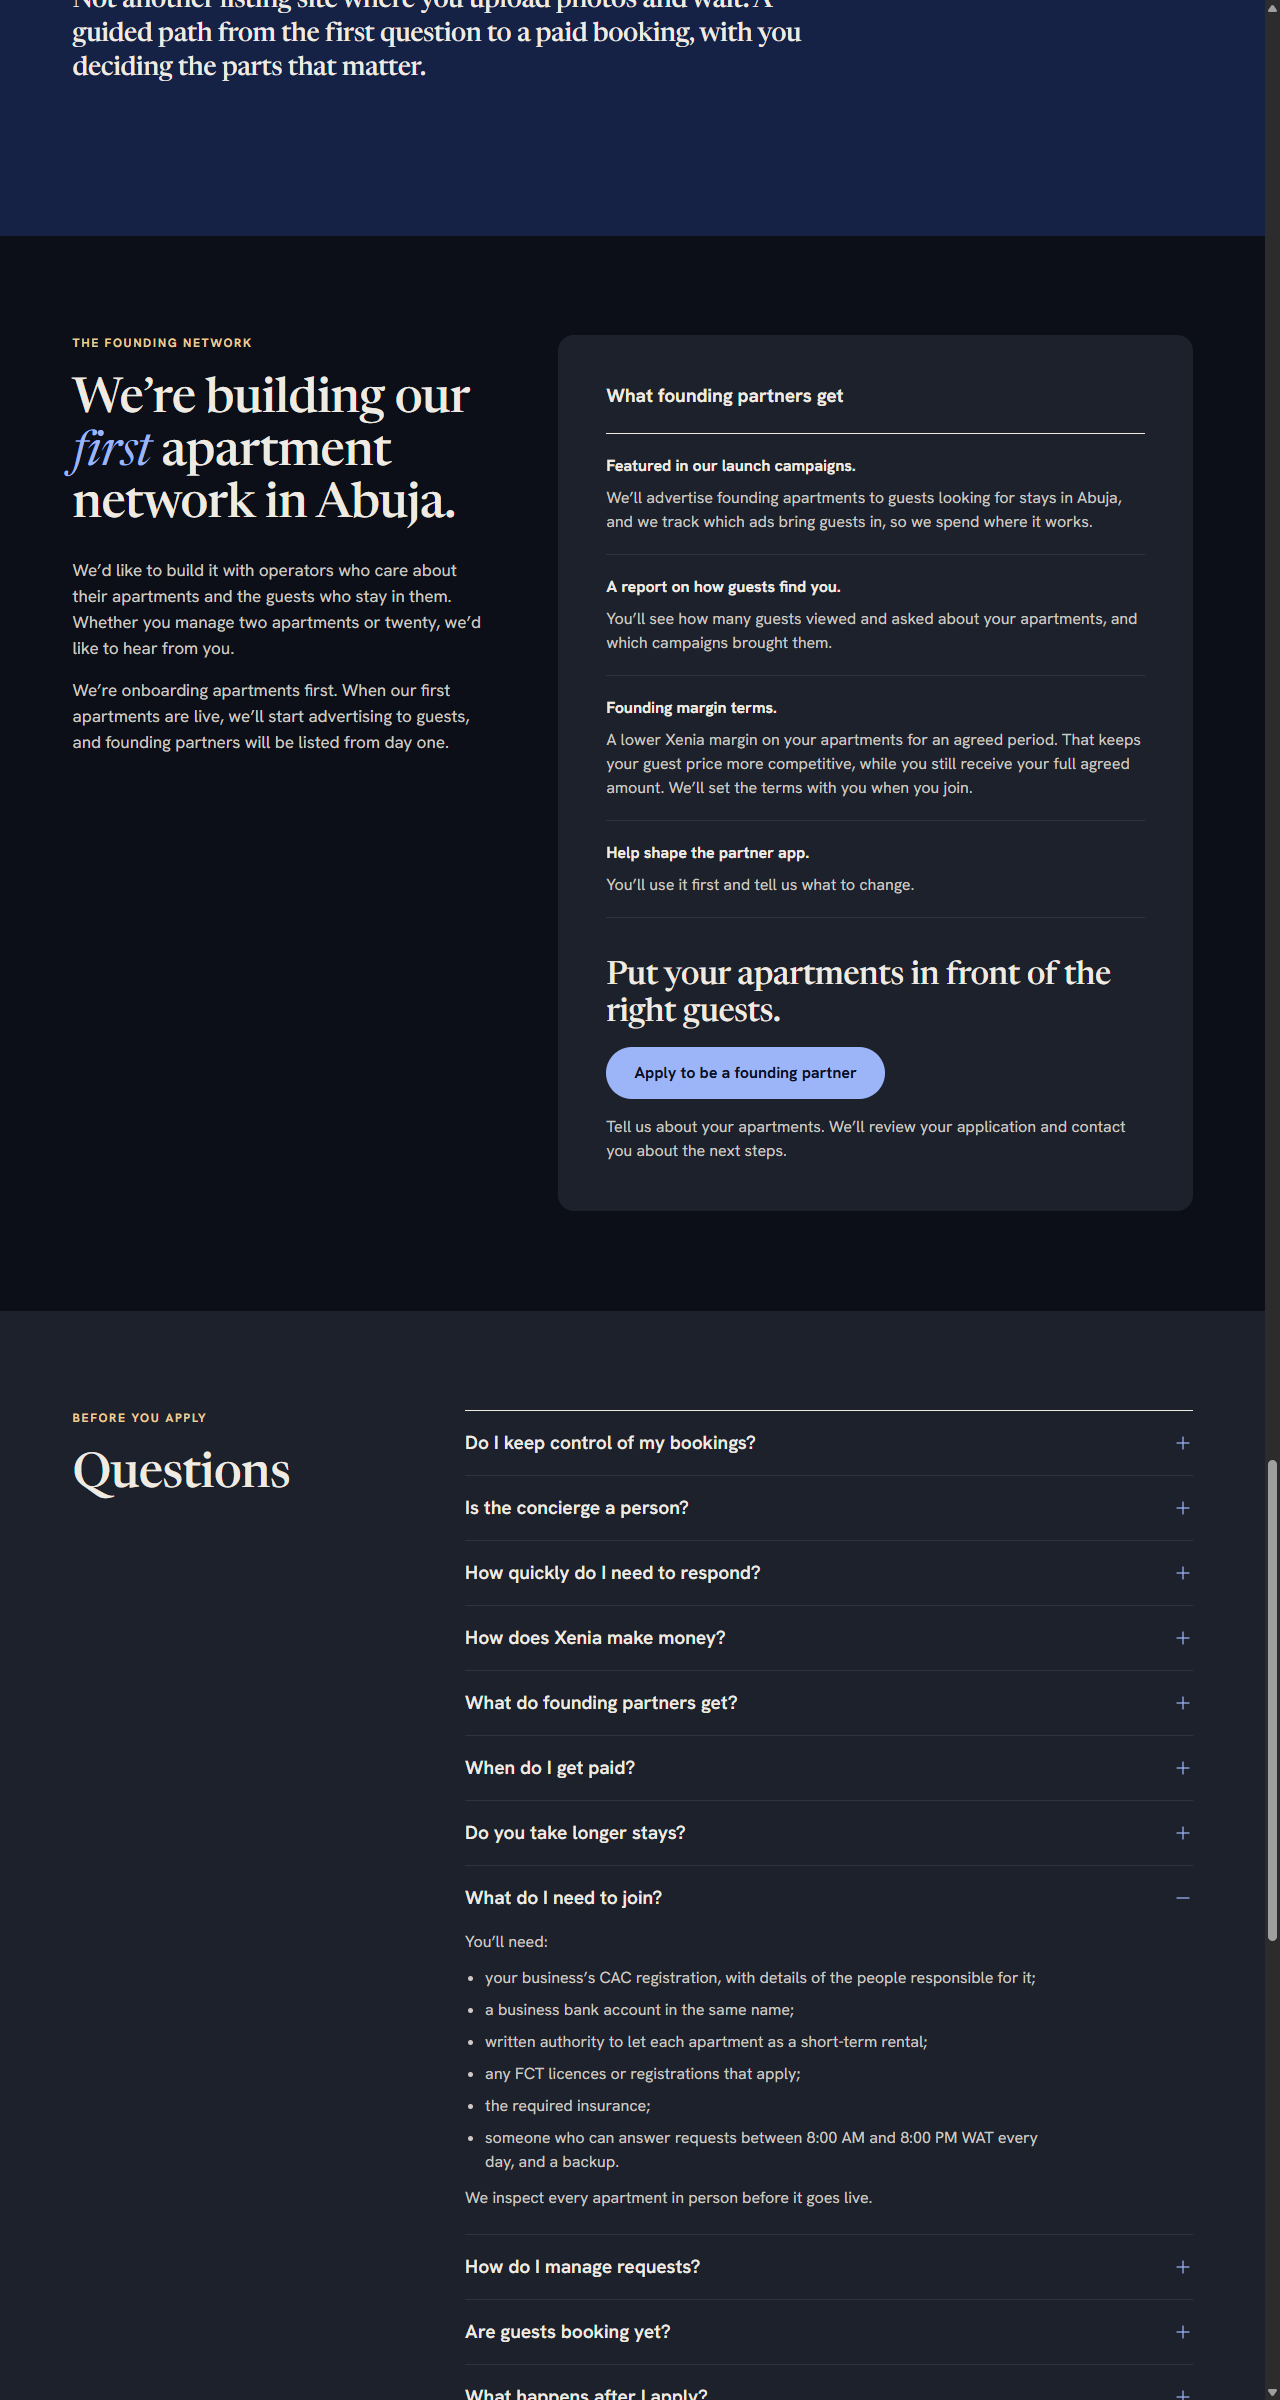 Not another listing site where you upload photos and wait. A
guided path from the first question to a paid booking, with you
deciding the parts that matter.
THE FOUNDING NETWORK
We’re building our
first apartment
network in Abuja.
We’d like to build it with operators who care about
their apartments and the guests who stay in them.
Whether you manage two apartments or twenty, we’d
like to hear from you.
We’re onboarding apartments first. When our first
apartments are live, we’ll start advertising to guests,
and founding partners will be listed from day one.
What founding partners get
Featured in our launch campaigns.
We’ll advertise founding apartments to guests looking for stays in Abuja,
and we track which ads bring guests in, so we spend where it works.
A report on how guests find you.
You’ll see how many guests viewed and asked about your apartments, and
which campaigns brought them.
Founding margin terms.
A lower Xenia margin on your apartments for an agreed period. That keeps
your guest price more competitive, while you still receive your full agreed
amount. We’ll set the terms with you when you join.
Help shape the partner app.
You’ll use it first and tell us what to change.
Put your apartments in front of the
right guests.
Apply to be a founding partner
Tell us about your apartments. We’ll review your application and contact
you about the next steps.
BEFORE YOU APPLY
Questions
Do I keep control of my bookings?
Is the concierge a person?
How quickly do I need to respond?
How does Xenia make money?
What do founding partners get?
When do I get paid?
Do you take longer stays?
What do I need to join?
You’ll need:
• your business’s CAC registration, with details of the people responsible for it;
• a business bank account in the same name;
• written authority to let each apartment as a short-term rental;
• any FCT licences or registrations that apply;
• the required insurance;
• someone who can answer requests between 8:00 AM and 8:00 PM WAT every
day, and a backup.
We inspect every apartment in person before it goes live.
How do I manage requests?
Are guests booking yet?
What happens after I apply?